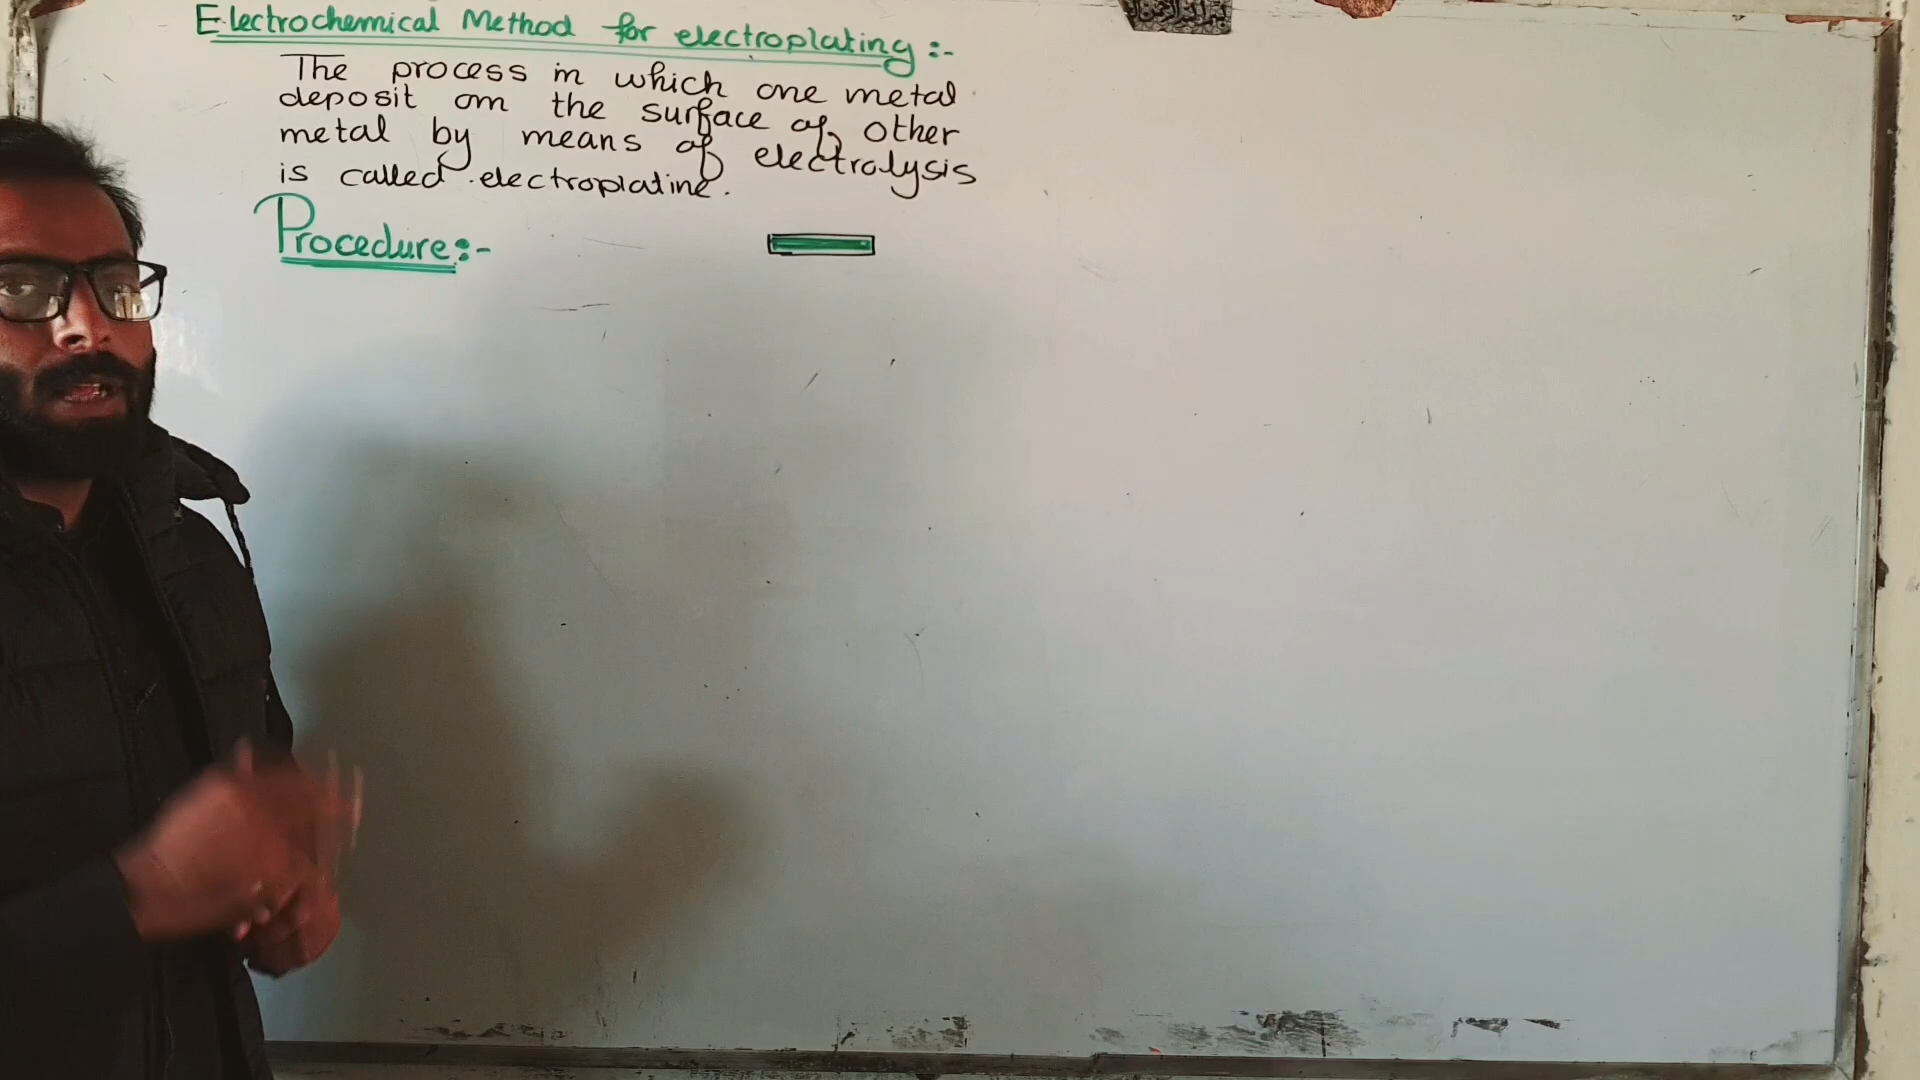 Electrochemical Method for electroplating :-
The process in which one metal
deposit on the surface of other
metal by means of electrolysis
is called electroplatine.
Procedure:-